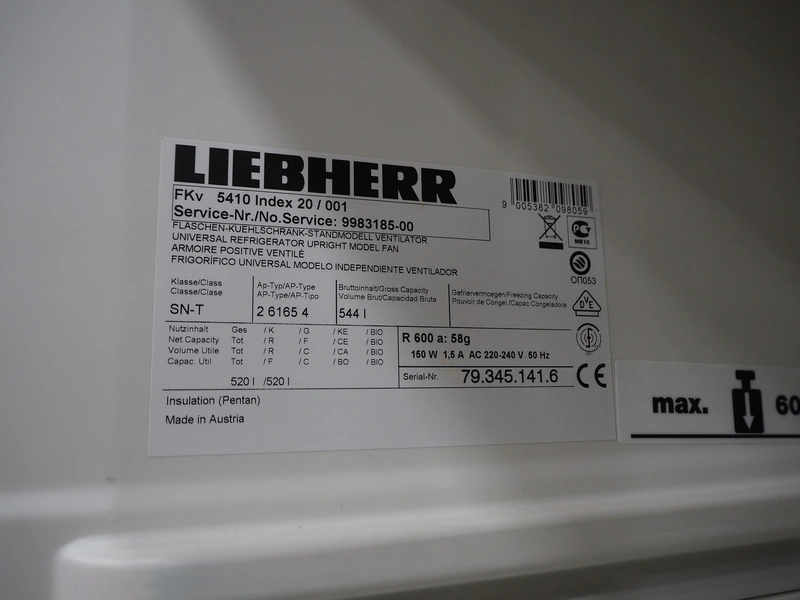 LIEBHERR
FKv 5410 Index 20 / 001
Service-Nr./No.Service: 9983185-00
9 005382 098059
FLASCHEN-KUEHLSCHRANK-STANDMODELL VENTILATOR
UNIVERSAL REFRIGERATOR UPRIGHT MODEL FAN
ARMOIRE POSITIVE VENTILÉ
FRIGORÍFICO UNIVERSAL MODELO INDEPENDIENTE VENTILADOR
МБ10
ОП053
Klasse/Class
Classe/Clase
SN-T
Ap-Typ/AP-Type
AP-Type/AP-Tipo
2 6165 4
Bruttoinhalt/Gross Capacity
Volume Brut/Capacidad Bruta
544 l
Gefriervermoegen/Freezing Capacity
Pouvoir de Congel./Capac.Congeladora
DVE
Nutzinhalt Ges / K / G / KE / BIO
Net.Capacity Tot / R / F / CE / BIO
Volume Utile Tot / R / C / CA / BIO
Capac. Util Tot / F / C / BO / BIO
520 l /520 l
R 600 a: 58g
150 W 1,5 A AC 220-240 V 50 Hz
Serial-Nr. 79.345.141.6
CE
Insulation (Pentan)
Made in Austria
max. 60